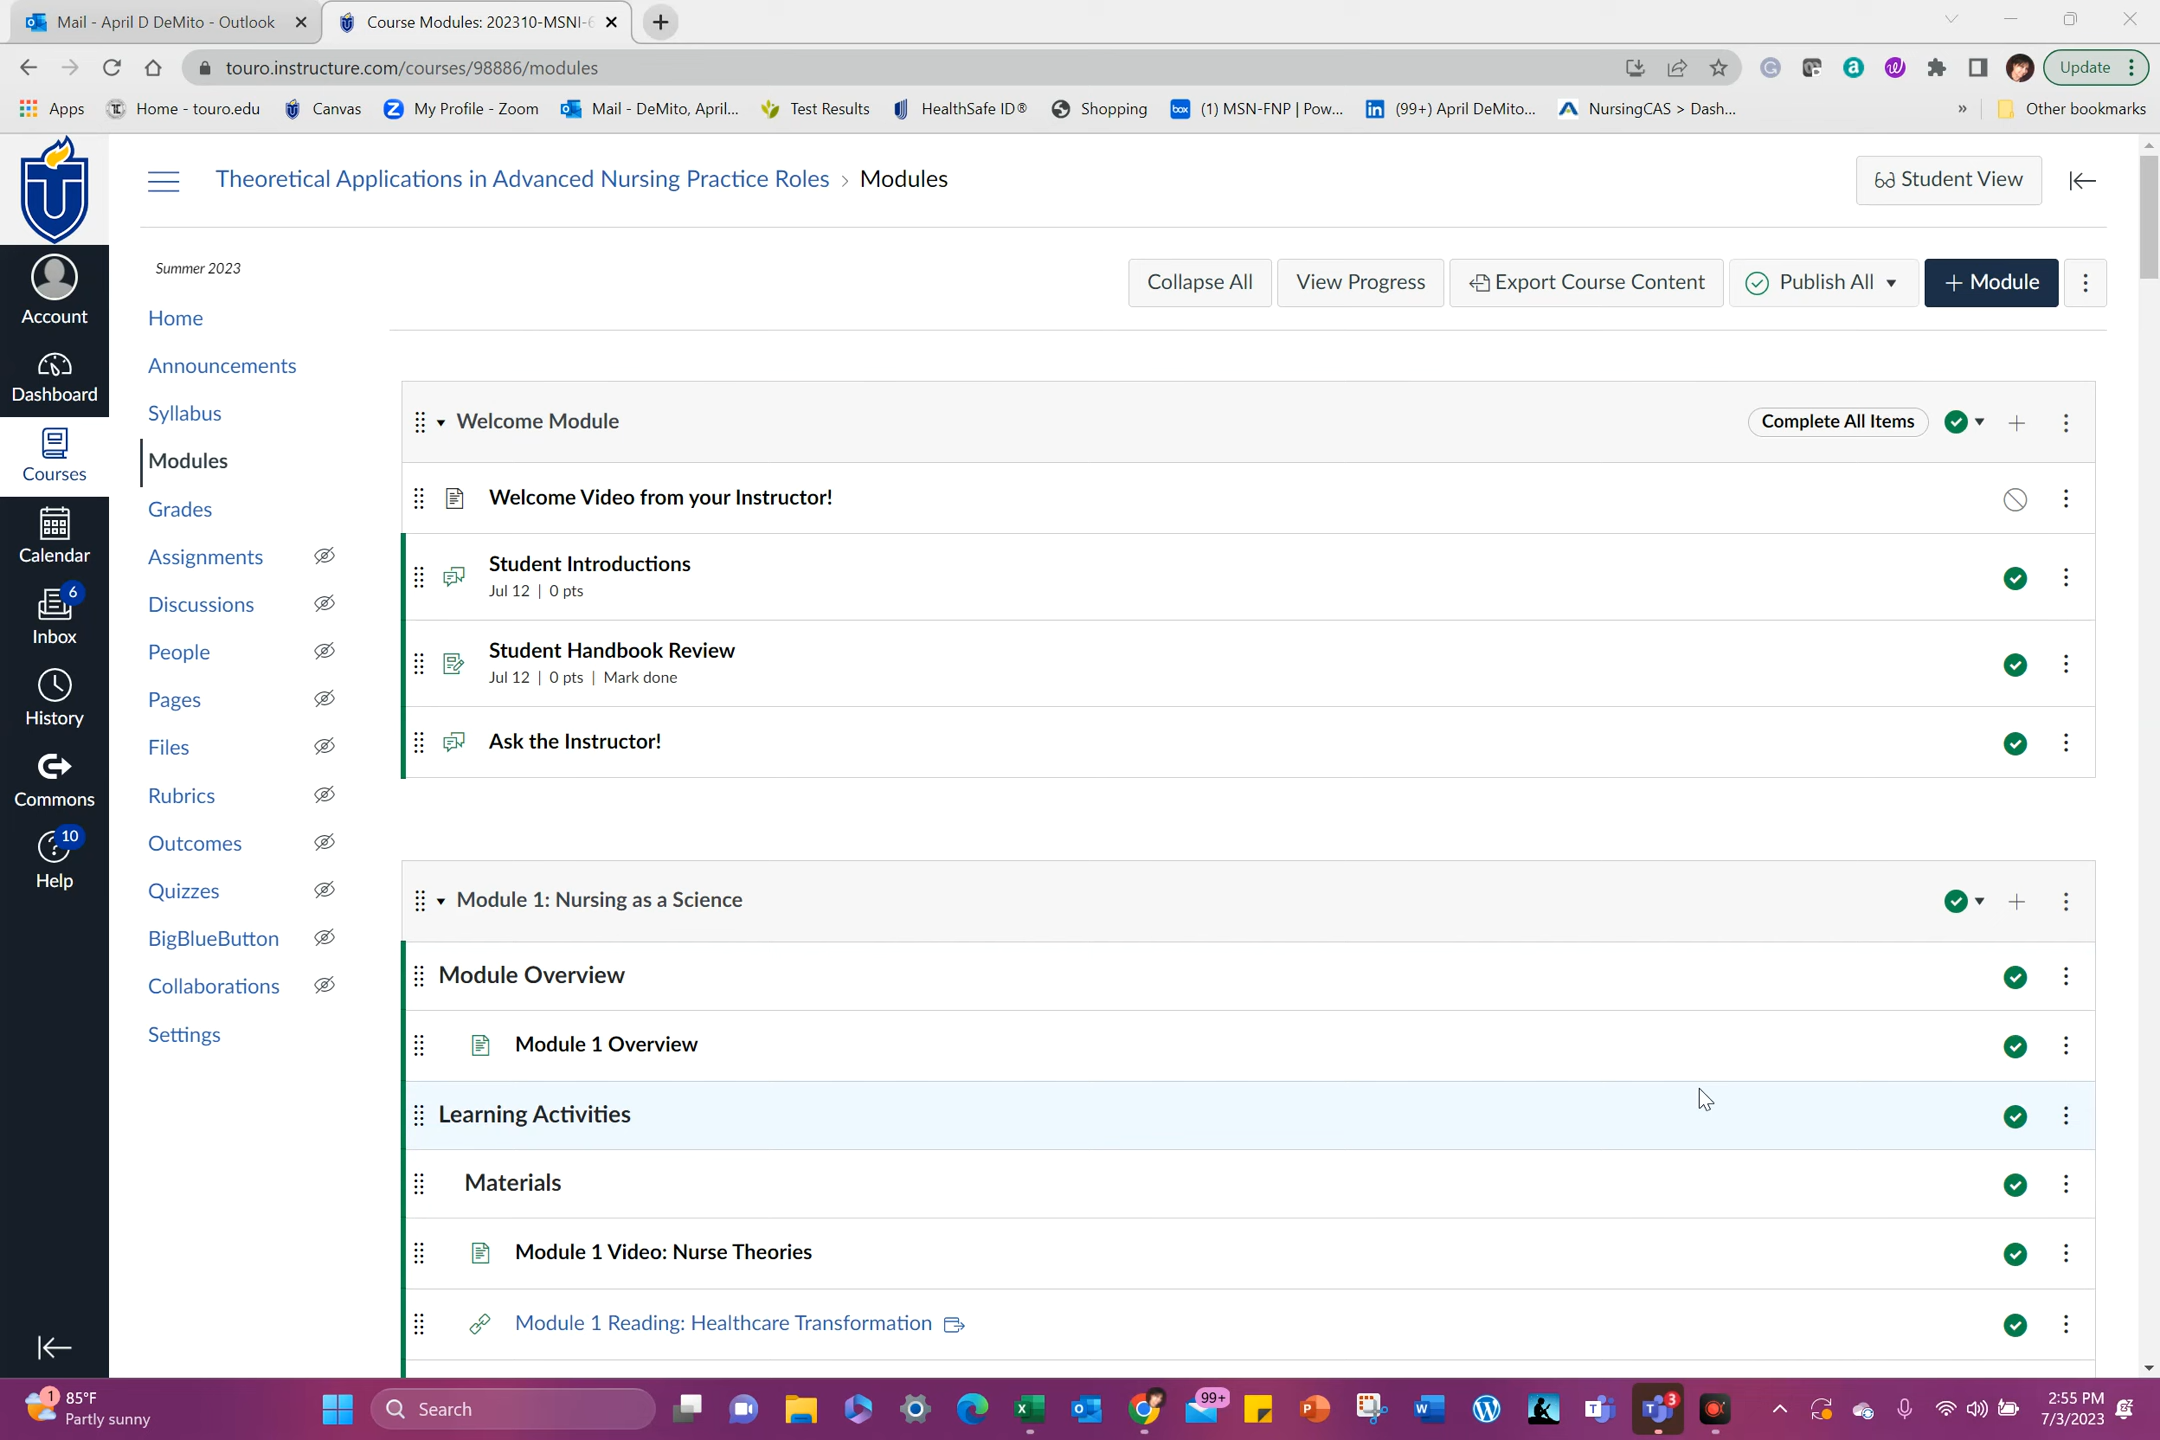 Mail - April D DeMito - Outlook
Course Modules: 202310-MSNI-6
touro.instructure.com/courses/98886/modules
Update
Apps
Home - touro.edu
Canvas
My Profile - Zoom
Mail - DeMito, April...
Test Results
HealthSafe ID®
Shopping
(1) MSN-FNP | Pow...
(99+) April DeMito...
NursingCAS > Dash...
»
Other bookmarks
Theoretical Applications in Advanced Nursing Practice Roles › Modules
Student View
Account
Dashboard
Courses
Calendar
6
Inbox
History
Commons
10
Help
Summer 2023
Home
Announcements
Syllabus
Modules
Grades
Assignments
Discussions
People
Pages
Files
Rubrics
Outcomes
Quizzes
BigBlueButton
Collaborations
Settings
Collapse All
View Progress
Export Course Content
Publish All
+ Module
Welcome Module
Complete All Items
Welcome Video from your Instructor!
Student Introductions
Jul 12 | 0 pts
Student Handbook Review
Jul 12 | 0 pts | Mark done
Ask the Instructor!
Module 1: Nursing as a Science
Module Overview
Module 1 Overview
Learning Activities
Materials
Module 1 Video: Nurse Theories
Module 1 Reading: Healthcare Transformation
1
85°F
Partly sunny
Search
99+
3
2:55 PM
7/3/2023